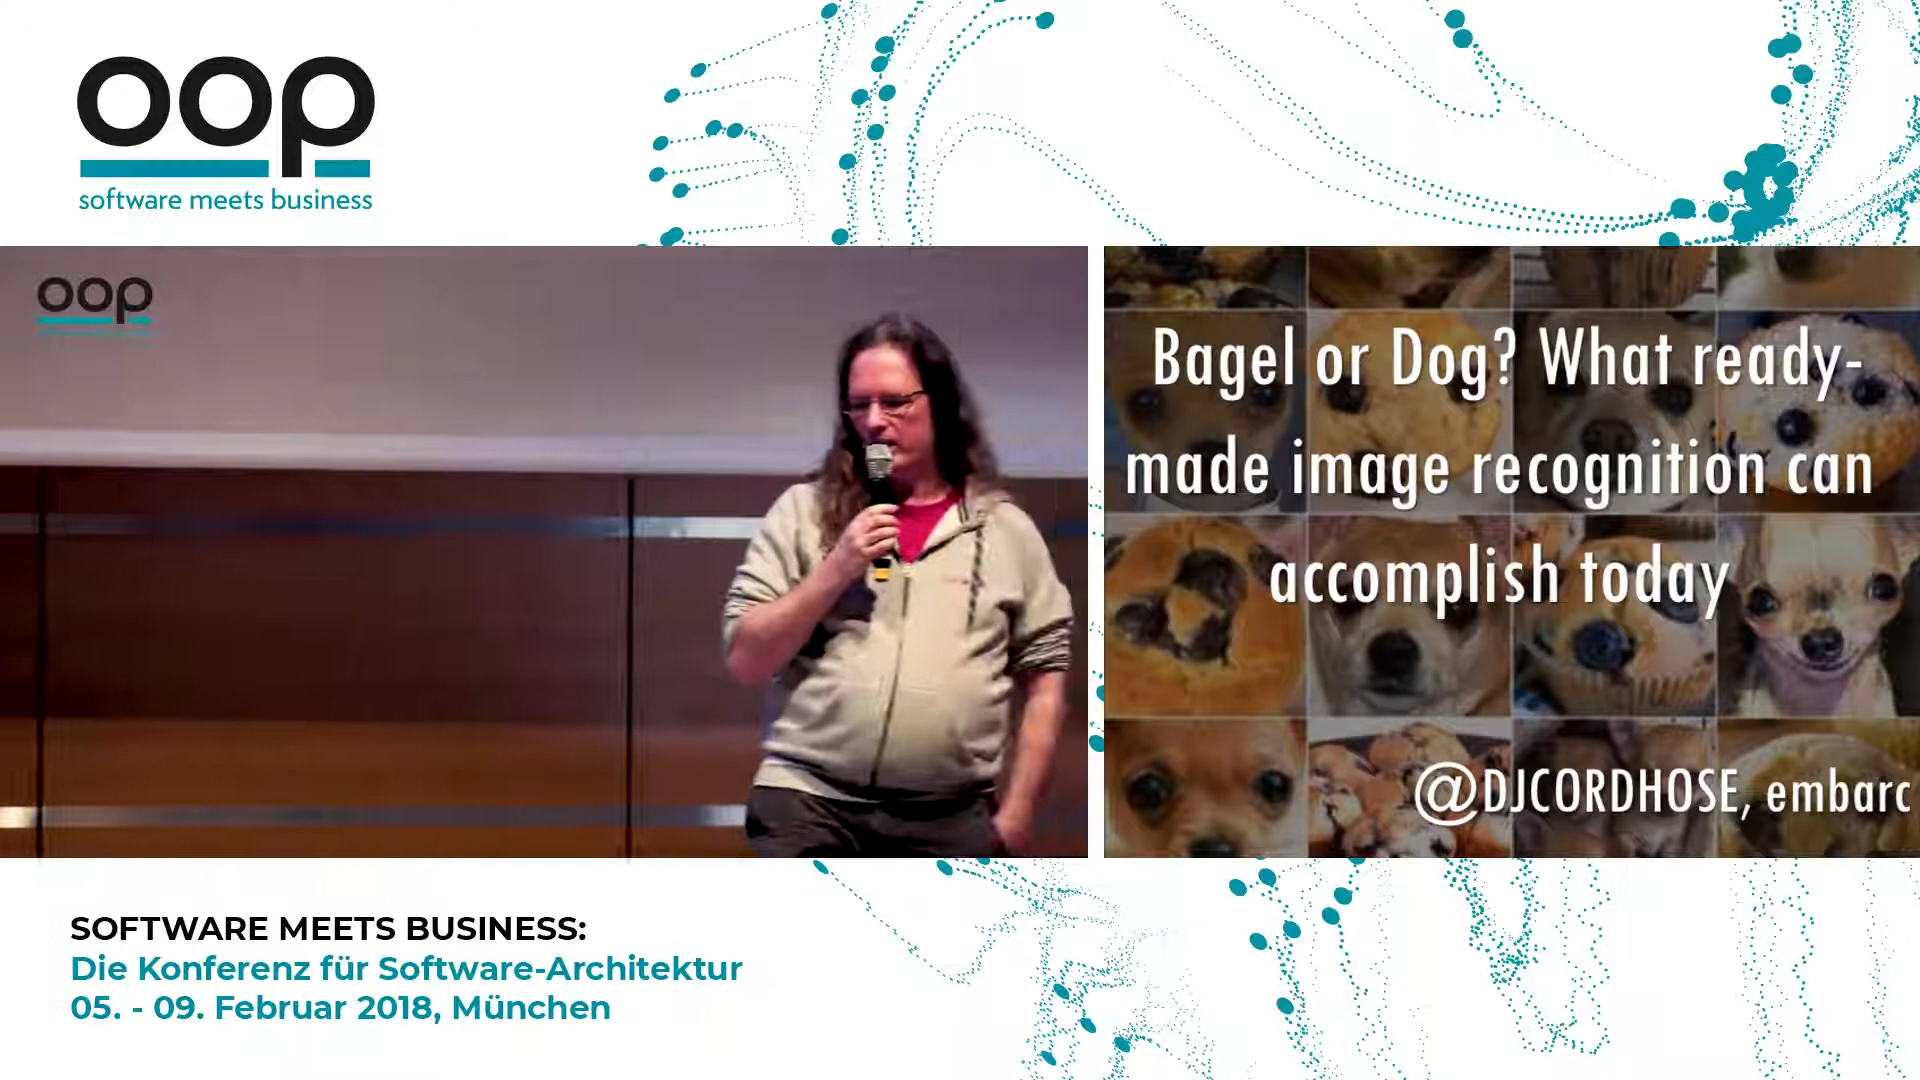 oop
software meets business
oop
Bagel or Dog? What ready-
made image recognition can
accomplish today
@DJCORDHOSE, embarc
SOFTWARE MEETS BUSINESS:
Die Konferenz für Software-Architektur
05. - 09. Februar 2018, München